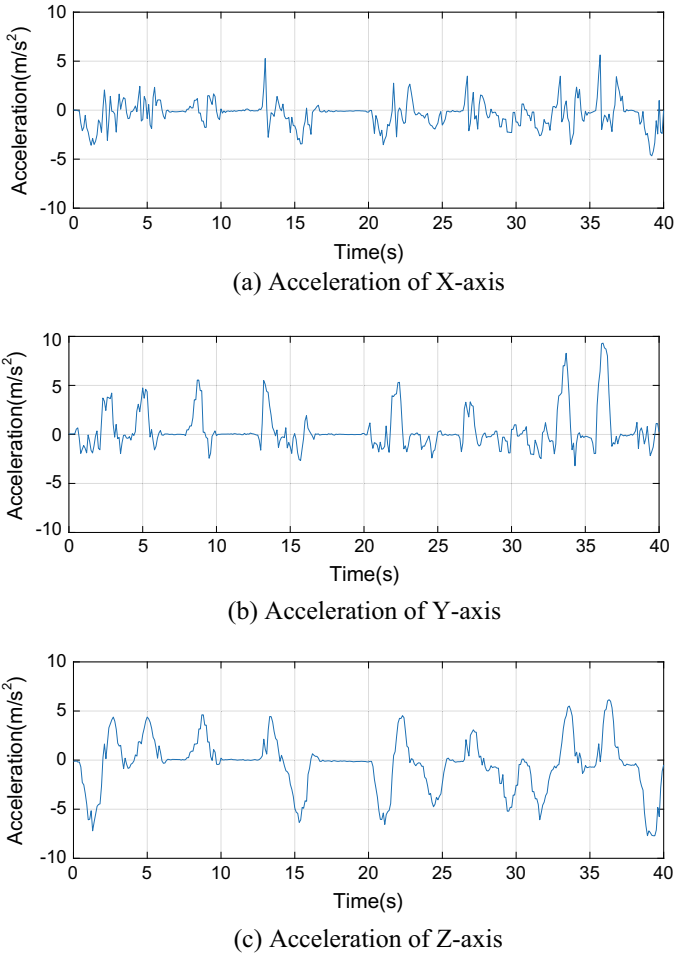 10
5
0
-5
-10
Acceleration(m/s²)
0 5 10 15 20 25 30 35 40
Time(s)
(a) Acceleration of X-axis
10
5
0
-5
-10
Acceleration(m/s²)
0 5 10 15 20 25 30 35 40
Time(s)
(b) Acceleration of Y-axis
10
5
0
-5
-10
Acceleration(m/s²)
0 5 10 15 20 25 30 35 40
Time(s)
(c) Acceleration of Z-axis